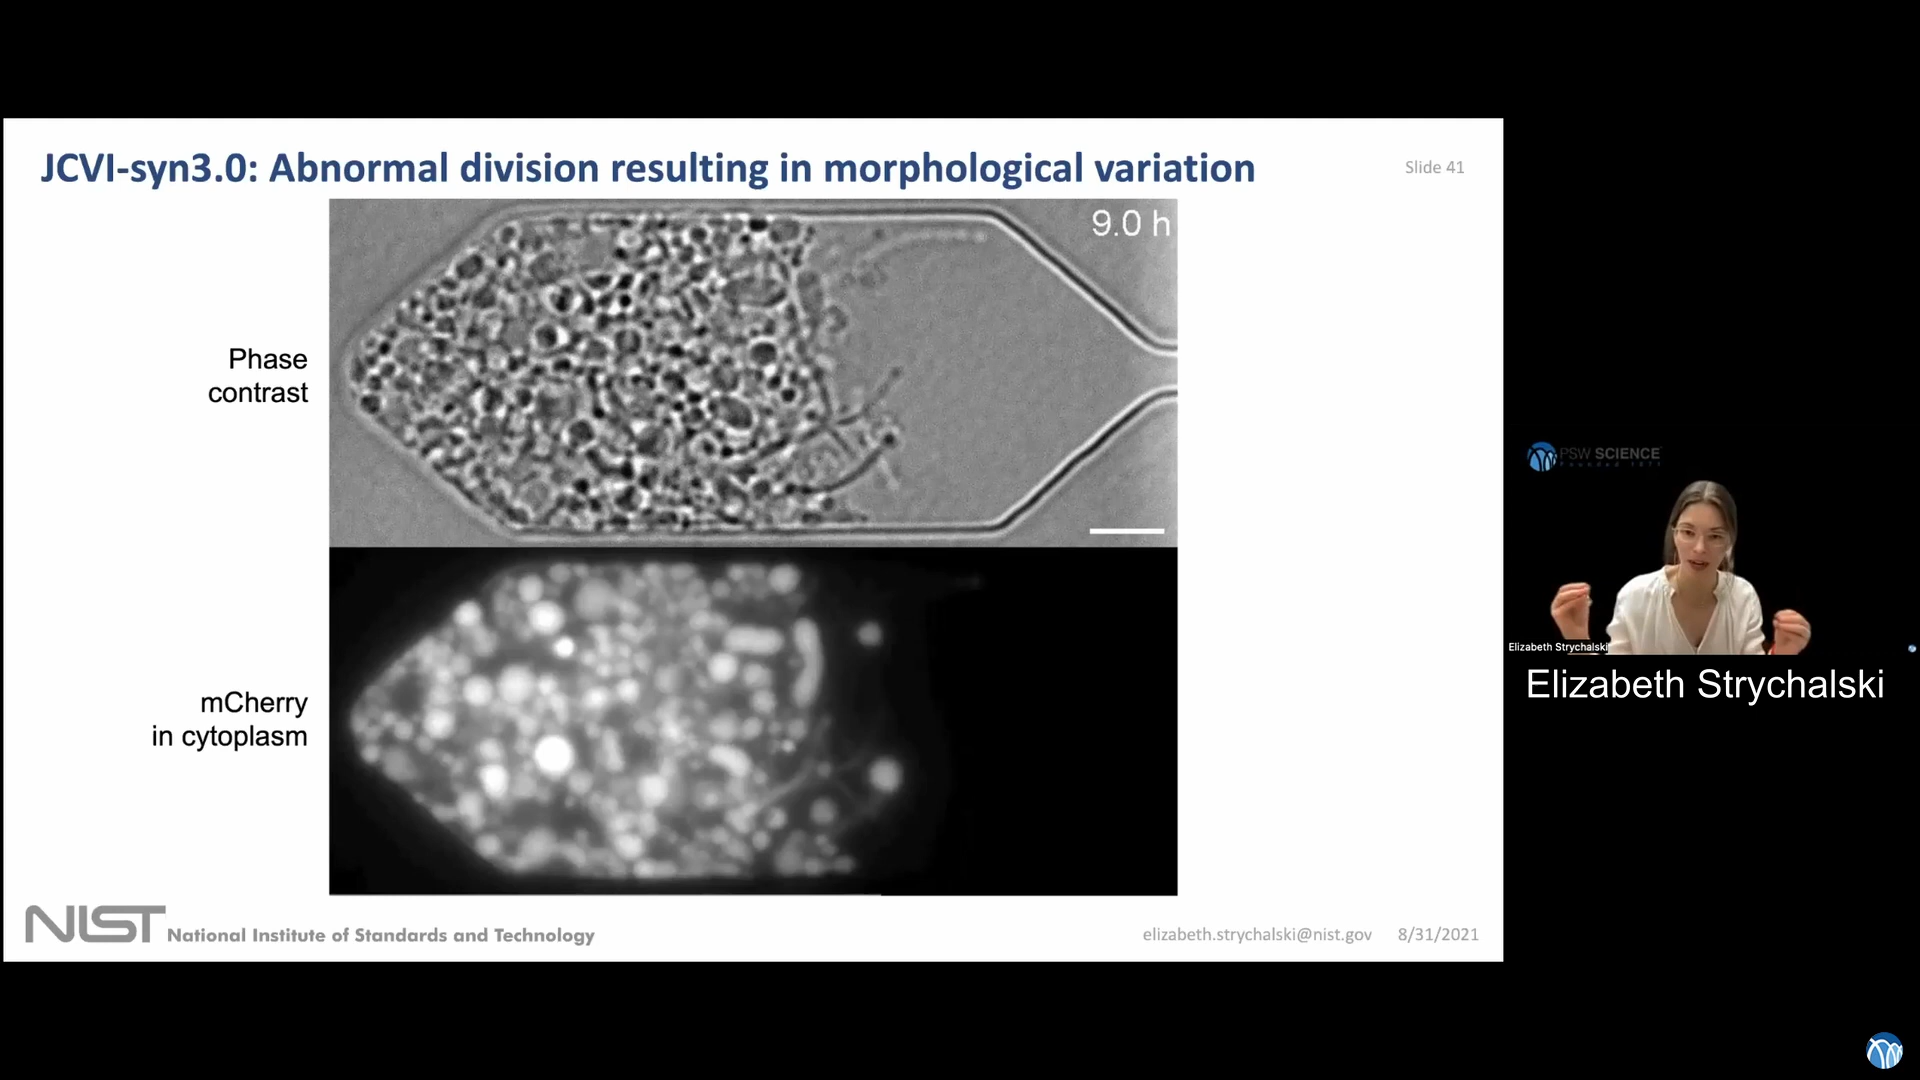 JCVI-syn3.0: Abnormal division resulting in morphological variation
Slide 41
9.0 h
Phase
contrast
mCherry
in cytoplasm
NIST National Institute of Standards and Technology
elizabeth.strychalski@nist.gov 8/31/2021
PSW SCIENCE
Founded 1871
Elizabeth Strychalski
Elizabeth Strychalski